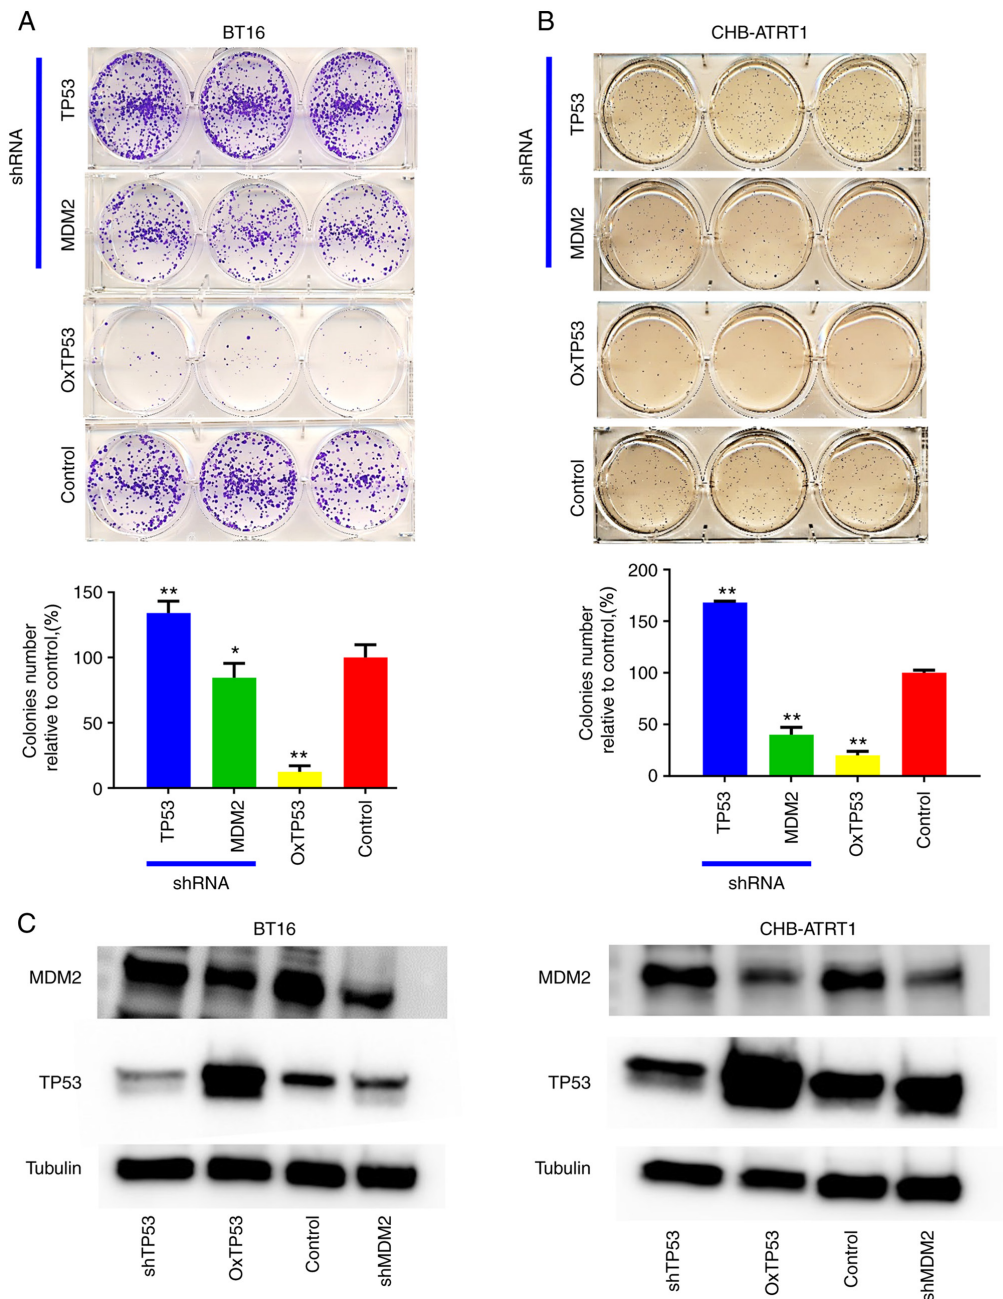 A
BT16
shRNA
TP53
MDM2
OxTP53
Control
Colonies number
relative to control,(%)
150
100
50
0
**
*
**
TP53
MDM2
OxTP53
Control
shRNA
B
CHB-ATRT1
shRNA
TP53
MDM2
OxTP53
Control
Colonies number
relative to control,(%)
200
150
100
50
0
**
**
**
TP53
MDM2
OxTP53
Control
shRNA
C
BT16
MDM2
TP53
Tubulin
shTP53
OxTP53
Control
shMDM2
CHB-ATRT1
MDM2
TP53
Tubulin
shTP53
OxTP53
Control
shMDM2